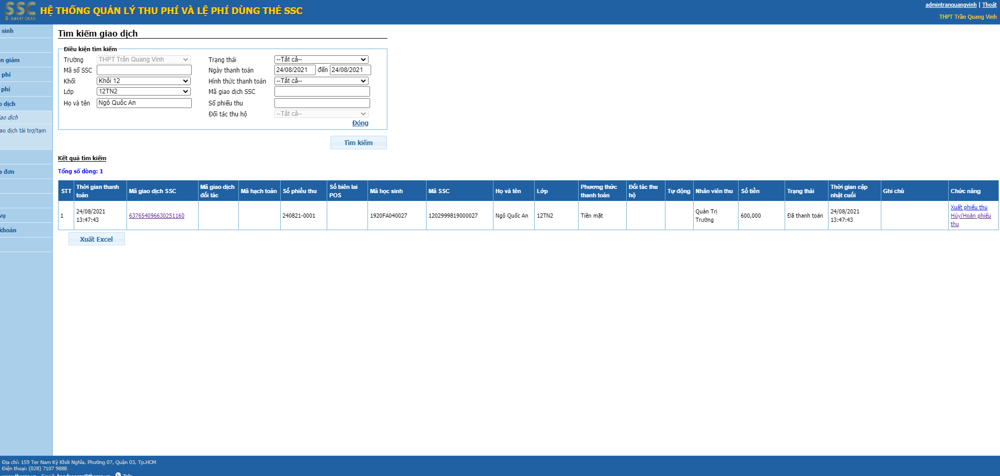 SSC
S-SMART CARD
HỆ THỐNG QUẢN LÝ THU PHÍ VÀ LỆ PHÍ DÙNG THẺ SSC
admintranquangvinh | Thoát
THPT Trần Quang Vinh
sinh
n giảm
phí
phí
dịch
iao dịch
ao dịch tài trợ/tạm
đơn
vụ
khoản
Tìm kiếm giao dịch
Điều kiện tìm kiếm
Trường THPT Trần Quang Vinh Trạng thái --Tất cả--
Mã số SSC Ngày thanh toán 24/08/2021 đến 24/08/2021
Khối Khối 12 Hình thức thanh toán --Tất cả--
Lớp 12TN2 Mã giao dịch SSC
Họ và tên Ngô Quốc An Số phiếu thu
Đối tác thu hộ --Tất cả--
Đóng
Tìm kiếm
Kết quả tìm kiếm
Tổng số dòng: 1
STT Thời gian thanh toán Mã giao dịch SSC Mã giao dịch đối tác Mã hạch toán Số phiếu thu Số biên lai POS Mã học sinh Mã SSC Họ và tên Lớp Phương thức thanh toán Đối tác thu hộ Tự động Nhân viên thu Số tiền Trạng thái Thời gian cập nhật cuối Ghi chú Chức năng
1 24/08/2021 13:47:43 637654096630251160 240821-0001 1920FA040027 1202999819000027 Ngô Quốc An 12TN2 Tiền mặt Quản Trị Trường 600,000 Đã thanh toán 24/08/2021 13:47:43 Xuất phiếu thu Hủy/Hoàn phiếu thu
Xuất Excel
Địa chỉ: 159 Ter Nam Kỳ Khởi Nghĩa, Phường 07, Quận 03, Tp.HCM
Điện thoại: (028) 7107 9888